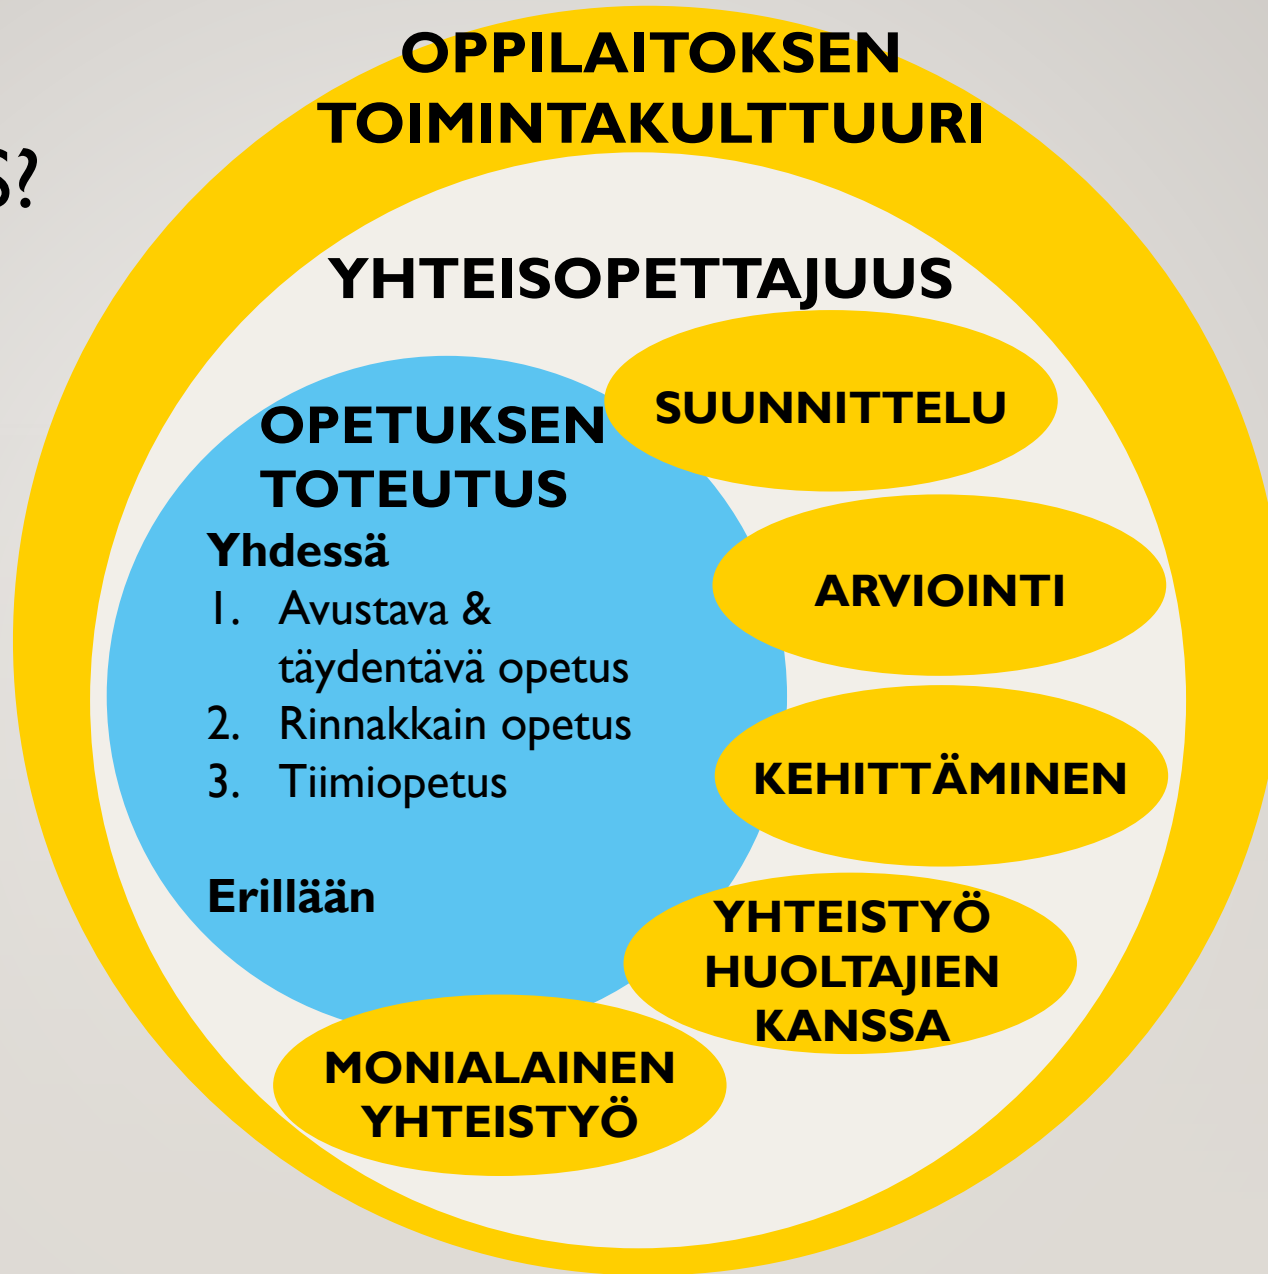 OPPILAITOKSEN
TOIMINTAKULTTUURI
S?
YHTEISOPETTAJUUS
SUUNNITTELU
OPETUKSEN
TOTEUTUS
Yhdessä
1. Avustava &
täydentävä opetus
2. Rinnakkain opetus
3. Tiimiopetus
Erillään
ARVIOINTI
KEHITTÄMINEN
YHTEISTYÖ
HUOLTAJIEN
KANSSA
MONIALAINEN
YHTEISTYÖ